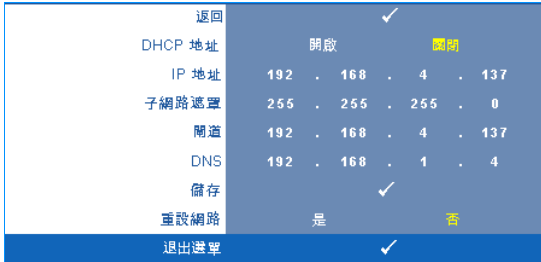 返回 ✓
DHCP 地址 開啟 關閉
IP 地址 192 . 168 . 4 . 137
子網路遮罩 255 . 255 . 255 . 0
閘道 192 . 168 . 4 . 137
DNS 192 . 168 . 1 . 4
儲存 ✓
重設網路 是 否
退出選單 ✓